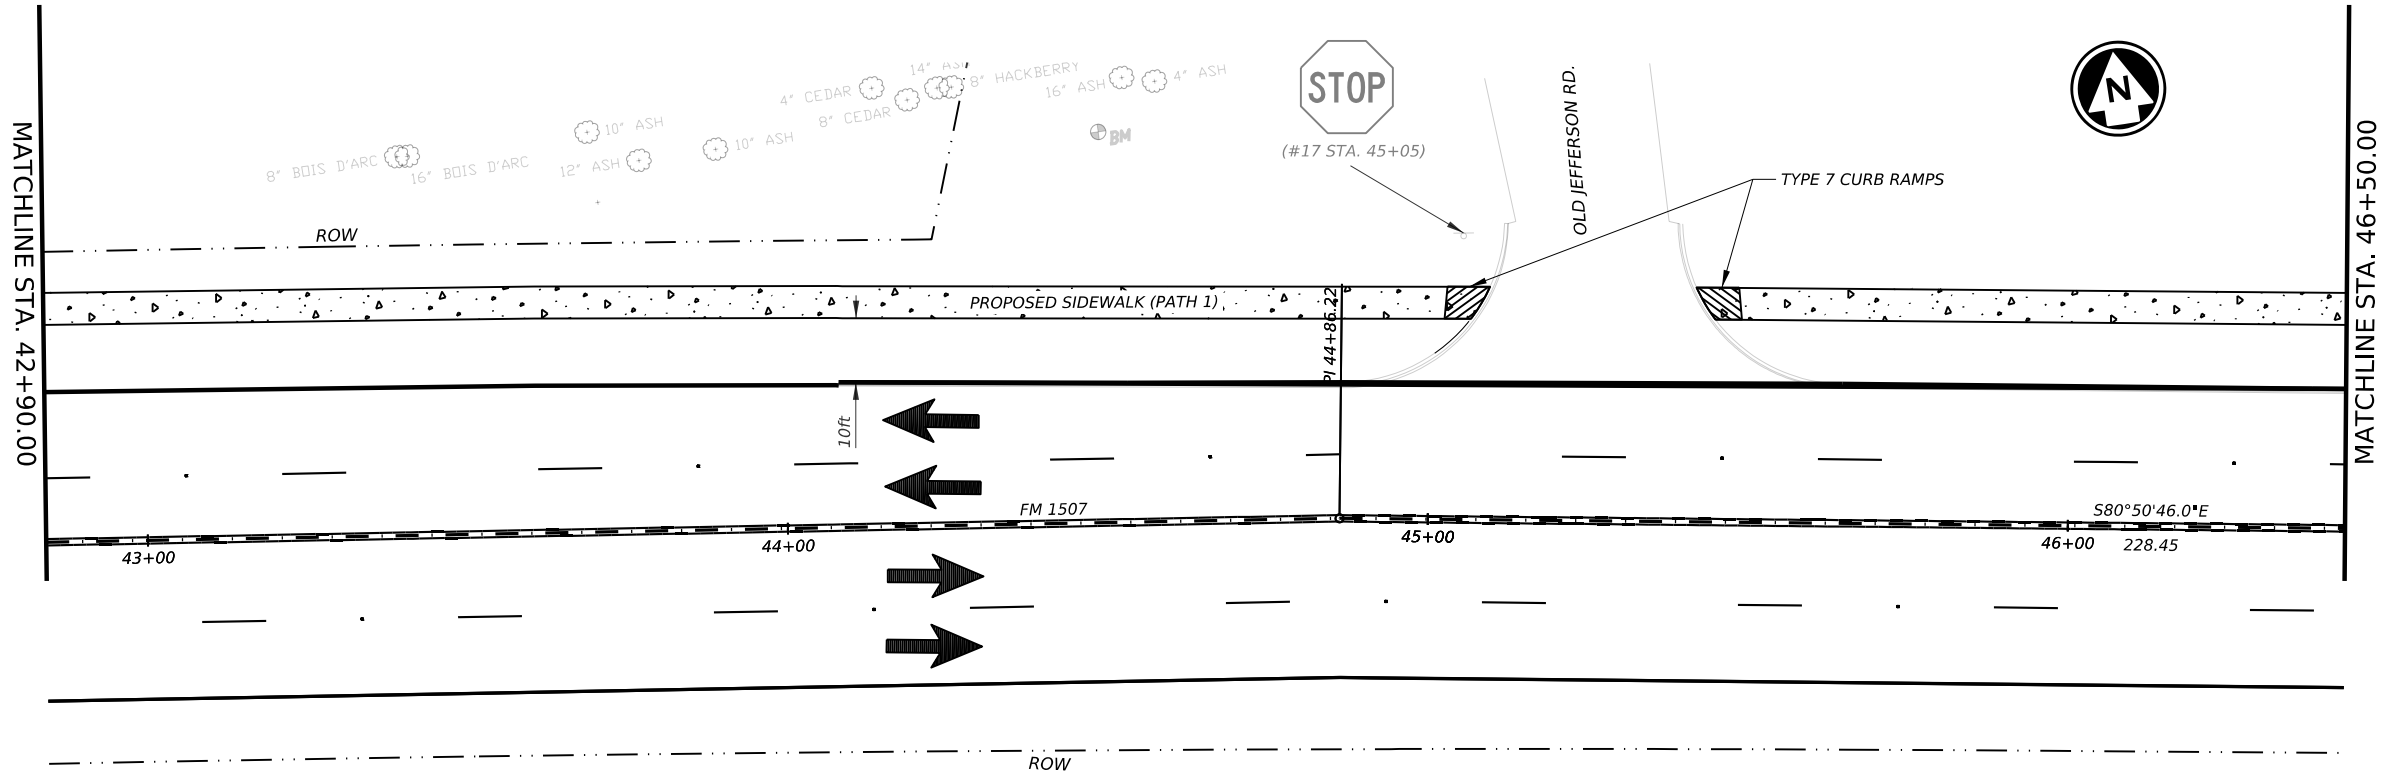 MATCHLINE STA. 42+90.00
8" BOIS D'ARC
16" BOIS D'ARC
10" ASH
12" ASH
10" ASH
4" CEDAR
8" CEDAR
14" ASH
8" HACKBERRY
16" ASH
4" ASH
BM
STOP
(#17 STA. 45+05)
OLD JEFFERSON RD.
N
TYPE 7 CURB RAMPS
MATCHLINE STA. 46+50.00
ROW
PROPOSED SIDEWALK (PATH 1)
PI 44+86.22
10ft
FM 1507
S80°50'46.0"E
43+00
44+00
45+00
46+00
228.45
ROW